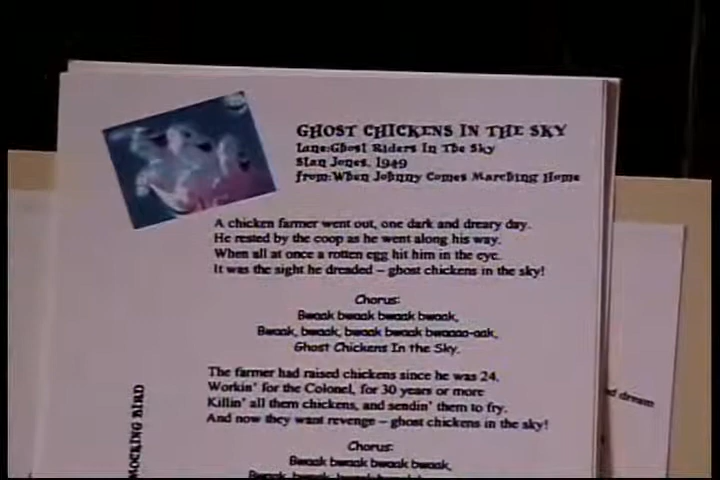 GHOST CHICKENS IN THE SKY
Lane:Ghost Riders In The Sky
Stan Jones, 1949
from:When Johnny Comes Marching Home
A chicken farmer went out, one dark and dreary day.
He rested by the coop as he went along his way.
When all at once a rotten egg hit him in the eye.
It was the sight he dreaded – ghost chickens in the sky!
Chorus:
Bwaak bwaak bwaak bwaak,
Bwaak, bwaak, bwaak bwaak bwaaaa-aak,
Ghost Chickens In the Sky.
The farmer had raised chickens since he was 24.
Workin' for the Colonel, for 30 years or more
Killin' all them chickens, and sendin' them to fry.
And now they want revenge – ghost chickens in the sky!
Chorus:
Bwaak bwaak bwaak bwaak,
MOCKING BIRD
dream